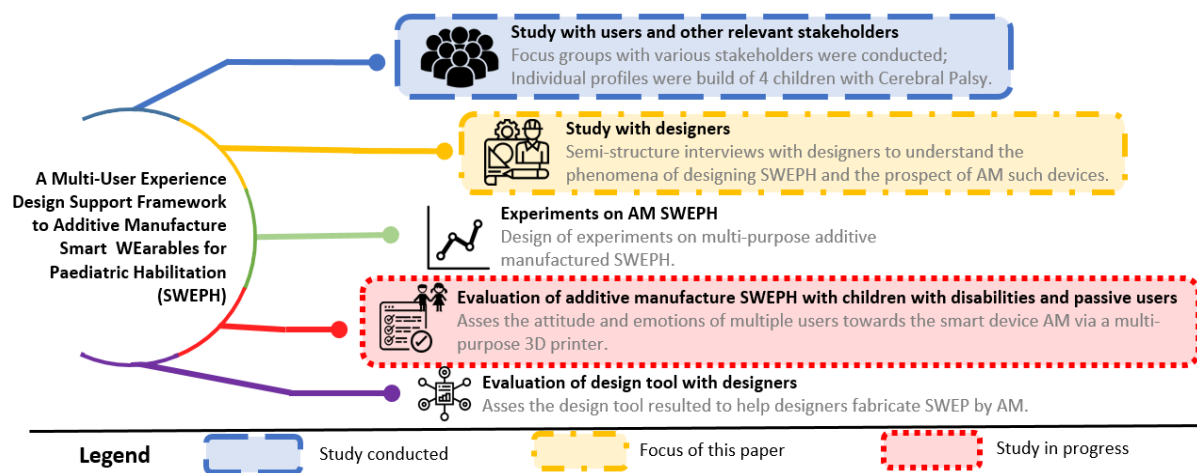 Study with users and other relevant stakeholders
Focus groups with various stakeholders were conducted;
Individual profiles were build of 4 children with Cerebral Palsy.
Study with designers
Semi-structure interviews with designers to understand the
phenomena of designing SWEPH and the prospect of AM such devices.
A Multi-User Experience
Design Support Framework
to Additive Manufacture
Smart WEarables for
Paediatric Habilitation
(SWEPH)
Experiments on AM SWEPH
Design of experiments on multi-purpose additive
manufactured SWEPH.
Evaluation of additive manufacture SWEPH with children with disabilities and passive users
Asses the attitude and emotions of multiple users towards the smart device AM via a multi-
purpose 3D printer.
Evaluation of design tool with designers
Asses the design tool resulted to help designers fabricate SWEP by AM.
Legend
Study conducted
Focus of this paper
Study in progress